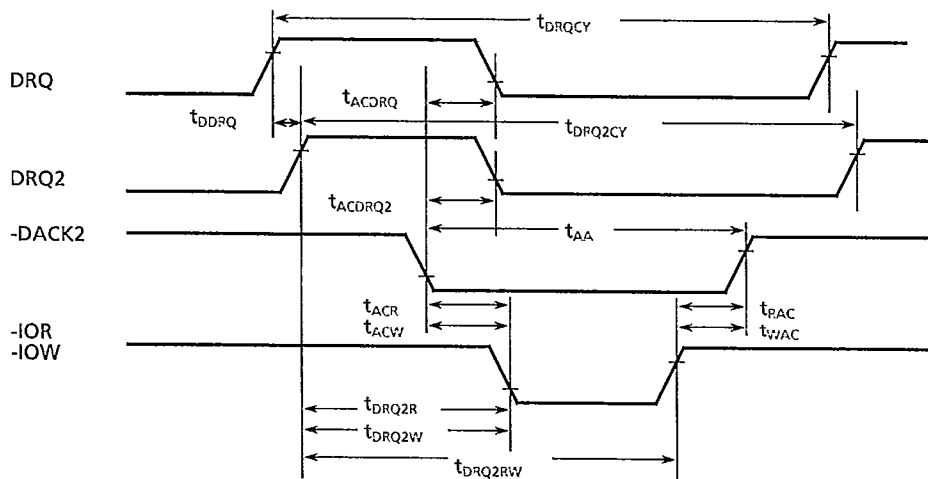 tDRQCY
DRQ
tACDRQ
tDDRQ
tDRQ2CY
DRQ2
tACDRQ2
-DACK2
tAA
tACR
tRAC
-IOR
tACW
tWAC
-IOW
tDRQ2R
tDRQ2W
tDRQ2RW